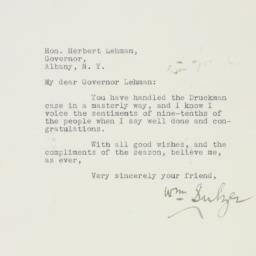 Hon. Herbert Lehman,
Governor,
Albany, N. Y.
My dear Governor Lehman:
You have handled the Druckman
case in a masterly way, and I know I
voice the sentiments of nine-tenths of
the people when I say well done and con-
gratulations.
With all good wishes, and the
compliments of the season, believe me,
as ever,
Very sincerely your friend,
Wm Sulzer